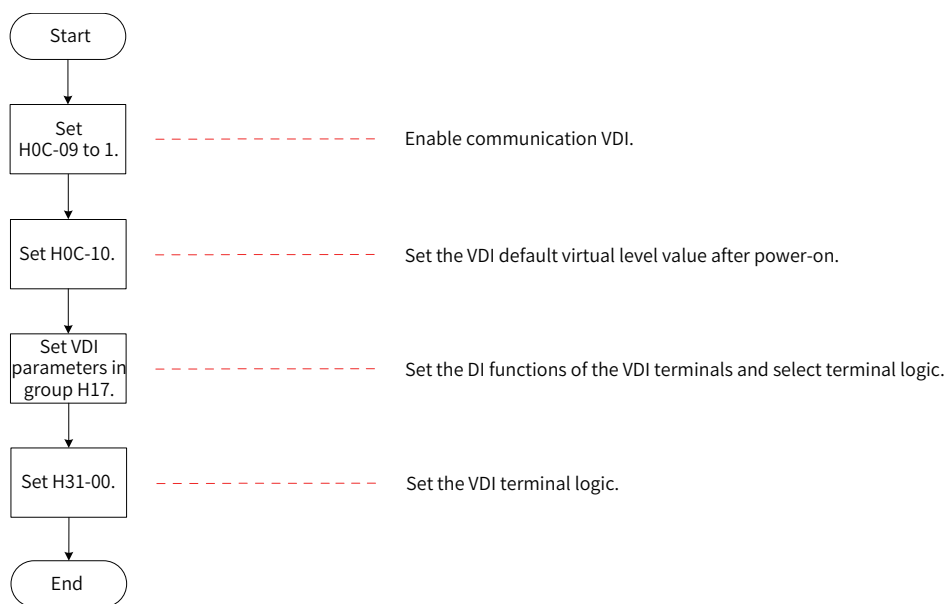 Start
Set
H0C-09 to 1.
Enable communication VDI.
Set H0C-10.
Set the VDI default virtual level value after power-on.
Set VDI
parameters in
group H17.
Set the DI functions of the VDI terminals and select terminal logic.
Set H31-00.
Set the VDI terminal logic.
End